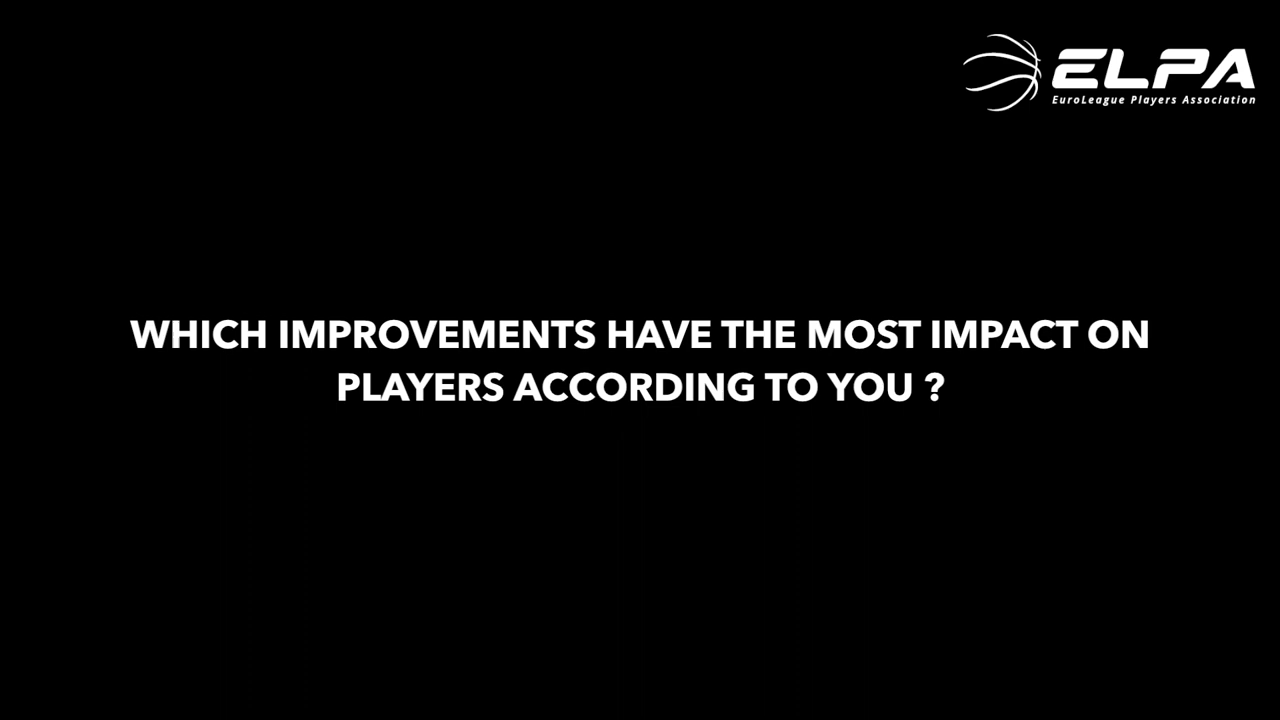 ELPA
EuroLeague Players Association
WHICH IMPROVEMENTS HAVE THE MOST IMPACT ON
PLAYERS ACCORDING TO YOU ?